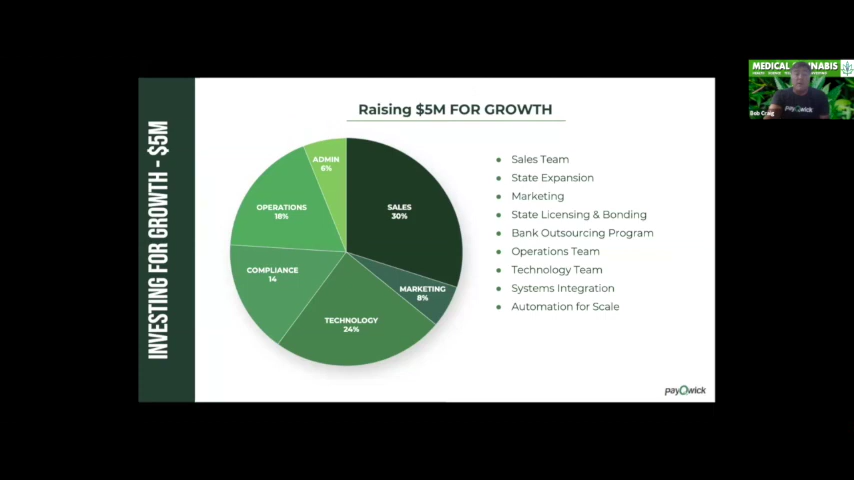 INVESTING FOR GROWTH - $5M
Raising $5M FOR GROWTH
ADMIN
6%
SALES
30%
OPERATIONS
18%
COMPLIANCE
14
MARKETING
8%
TECHNOLOGY
24%
Sales Team
State Expansion
Marketing
State Licensing & Bonding
Bank Outsourcing Program
Operations Team
Technology Team
Systems Integration
Automation for Scale
payQwick
MEDICAL
payQwick
Bob Craig